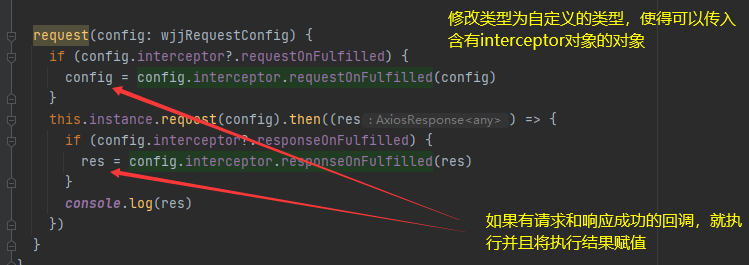 request(config: wjjRequestConfig) {
修改类型为自定义的类型，使得可以传入
含有interceptor对象的对象
if (config.interceptor?.requestOnFulfilled) {
config = config.interceptor.requestOnFulfilled(config)
}
this.instance.request(config).then((res : AxiosResponse<any> ) => {
if (config.interceptor?.responseOnFulfilled) {
res = config.interceptor.responseOnFulfilled(res)
}
console.log(res)
})
}
如果有请求和响应成功的回调，就执
行并且将执行结果赋值